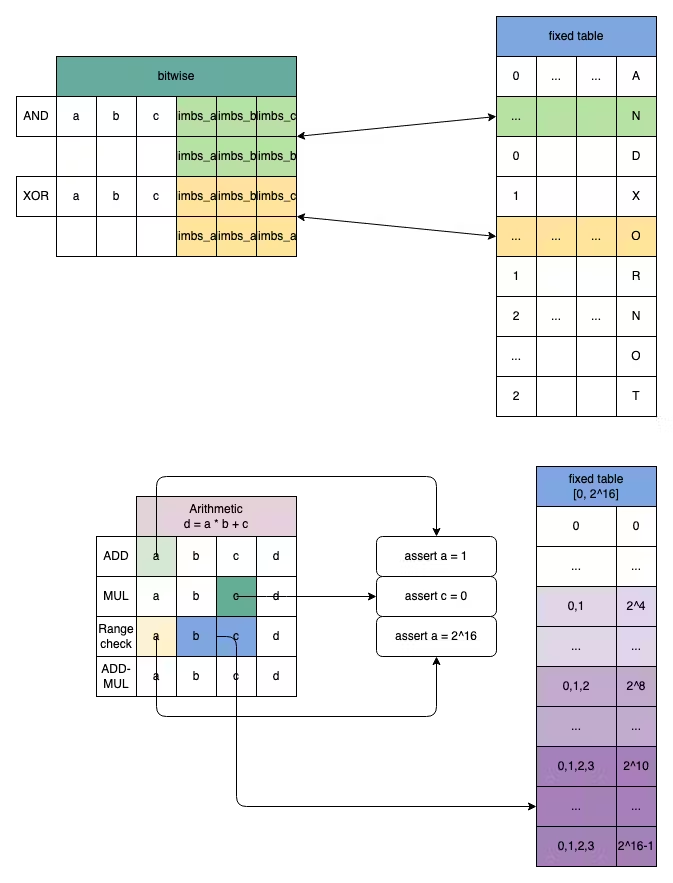 fixed table
0 ... ... A
... N
0 D
1 X
... ... ... O
1 R
2 ... ... N
... O
2 T
bitwise
AND a b c imbs_a imbs_b imbs_c
imbs_a imbs_b imbs_b
XOR a b c imbs_a imbs_b imbs_c
imbs_a imbs_a imbs_a
Arithmetic
d = a * b + c
ADD a b c d
MUL a b c d
Range
check a b c d
ADD-
MUL a b c d
assert a = 1
assert c = 0
assert a = 2^16
fixed table
[0, 2^16]
0 0
... ...
0,1 2^4
... ...
0,1,2 2^8
... ...
0,1,2,3 2^10
... ...
0,1,2,3 2^16-1